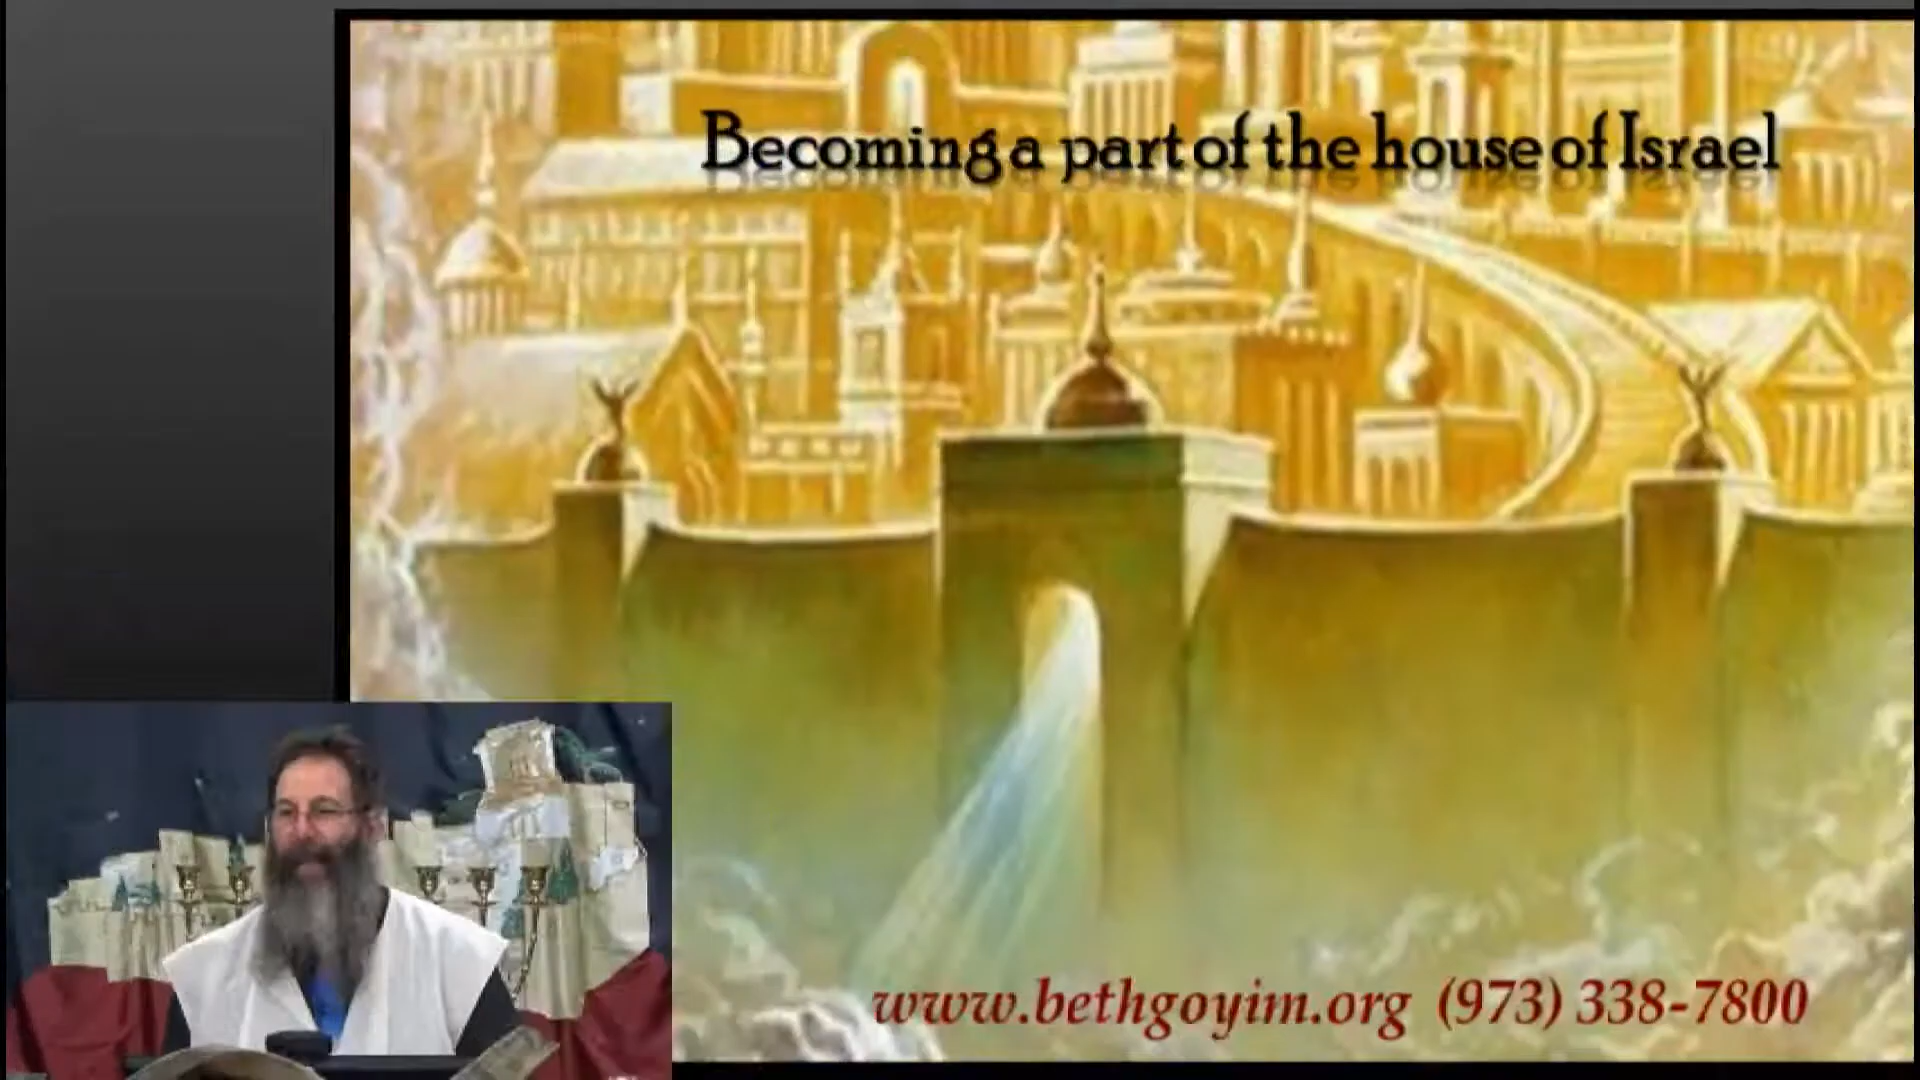 Becoming a part of the house of Israel
www.bethgoyim.org (973) 338-7800